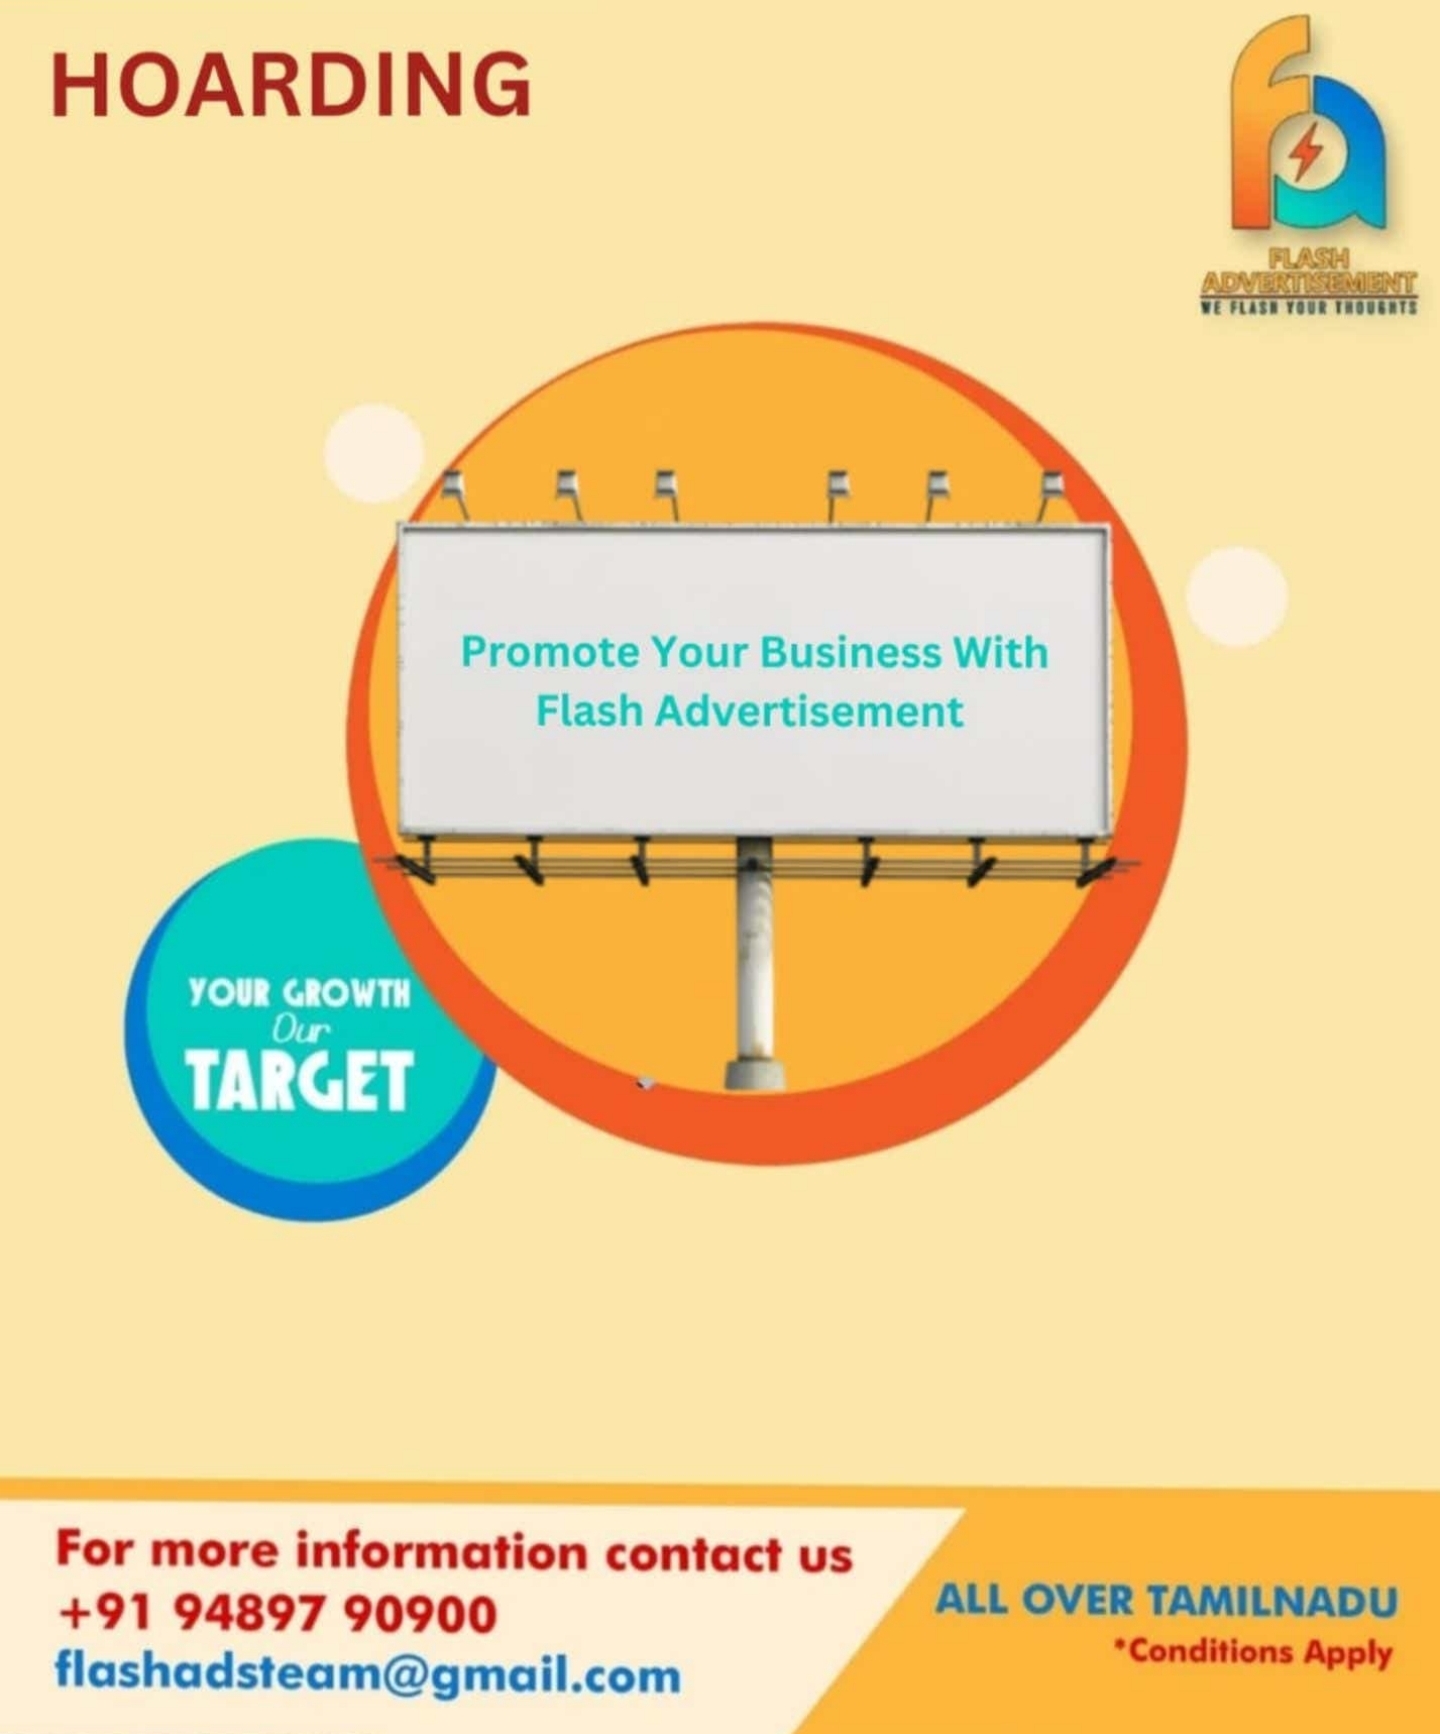 HOARDING
fa
FLASH
ADVERTISEMENT
WE FLASH YOUR THOUGHTS
Promote Your Business With
Flash Advertisement
YOUR GROWTH
Our
TARGET
For more information contact us
+91 94897 90900
flashadsteam@gmail.com
ALL OVER TAMILNADU
*Conditions Apply